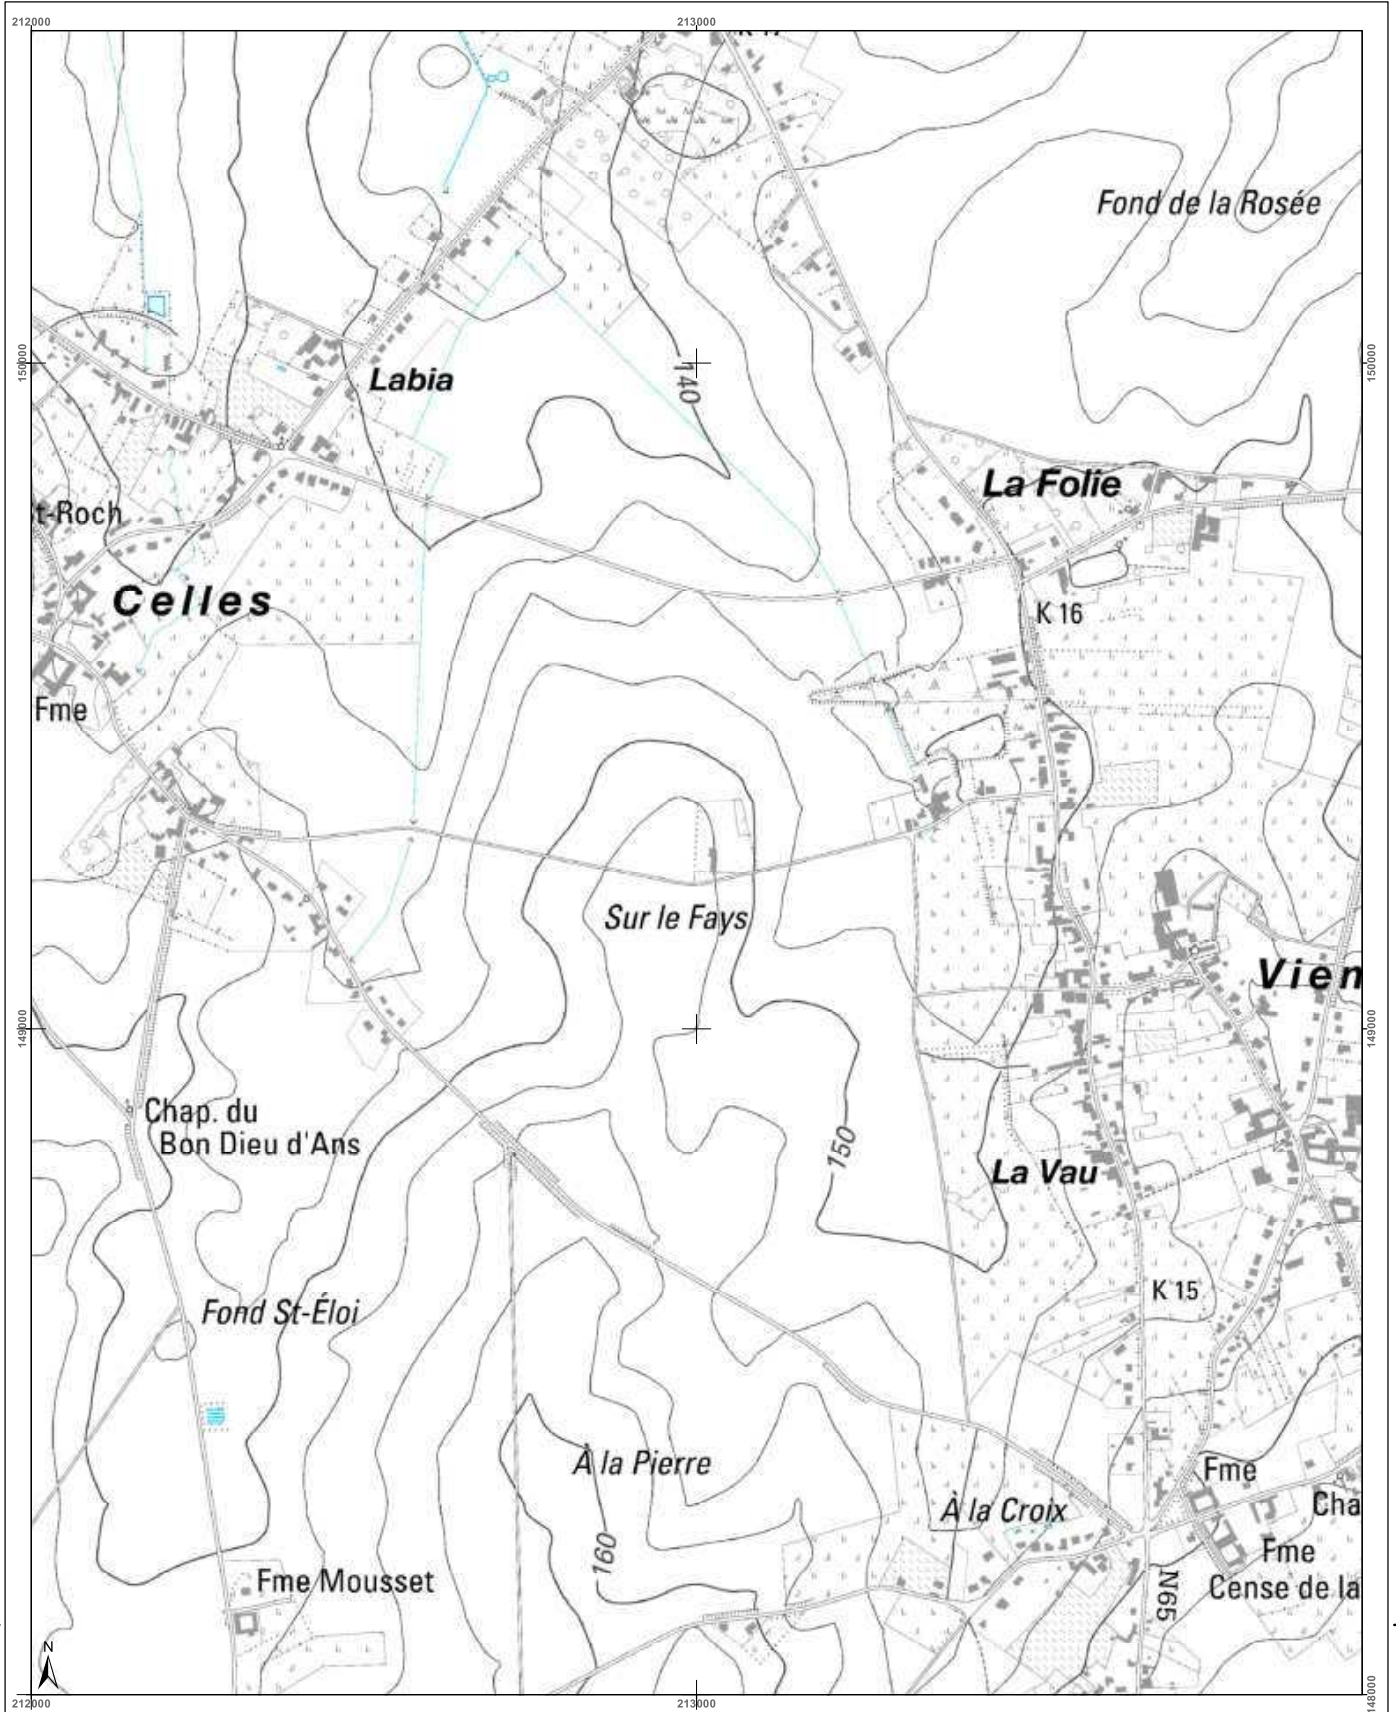 212000
213000
Fond de la Rosée
150000
150000
140
Labia
La Folie
t-Roch
Celles
K 16
Fme
Sur le Fays
Vien
149000
149000
Chap. du
Bon Dieu d'Ans
150
La Vau
K 15
Fond St-Éloi
À la Pierre
Fme
À la Croix
Cha
160
Fme
Fme Mousset
Cense de la
N65
N
212000
213000
148000